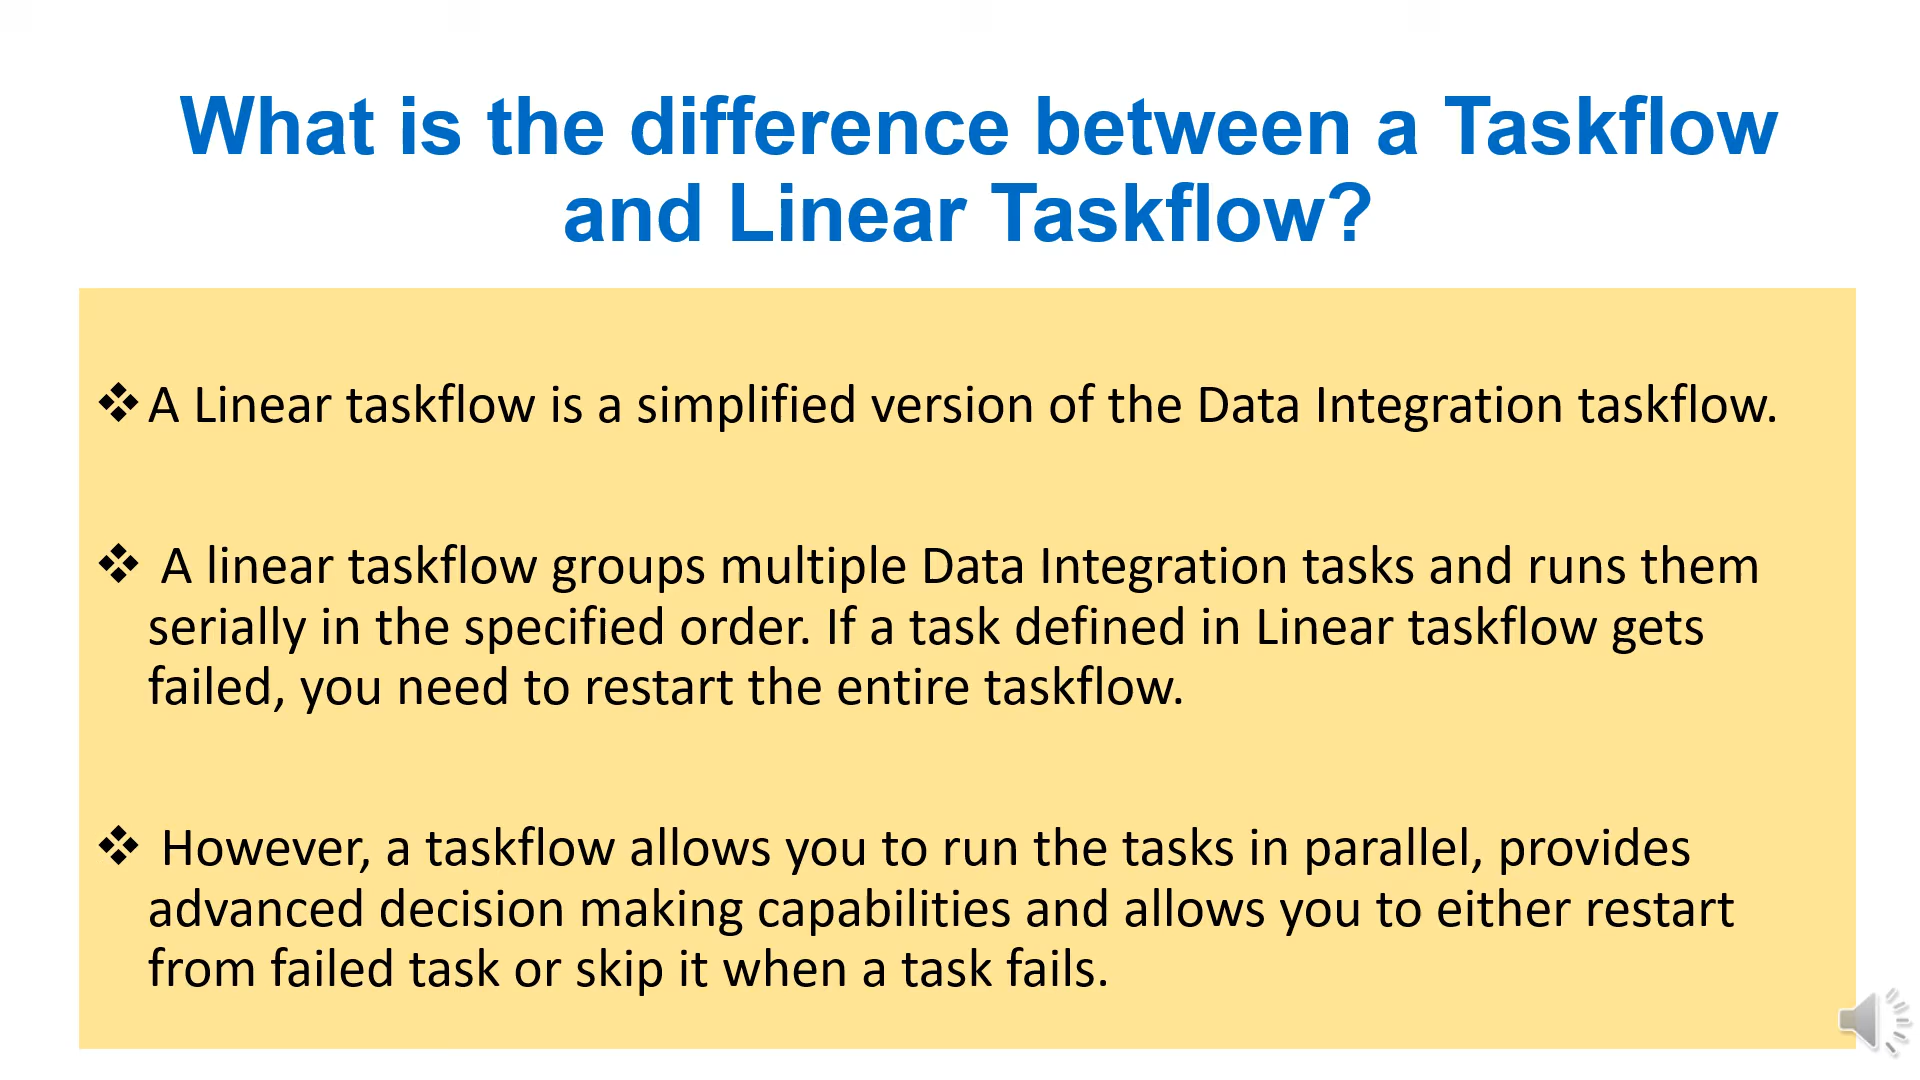 What is the difference between a Taskflow
and Linear Taskflow?
❖A Linear taskflow is a simplified version of the Data Integration taskflow.
❖ A linear taskflow groups multiple Data Integration tasks and runs them
serially in the specified order. If a task defined in Linear taskflow gets
failed, you need to restart the entire taskflow.
❖ However, a taskflow allows you to run the tasks in parallel, provides
advanced decision making capabilities and allows you to either restart
from failed task or skip it when a task fails.